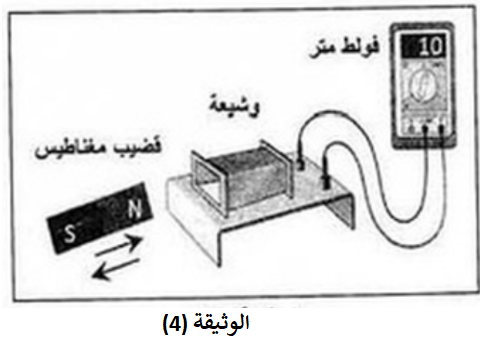 فولط متر
10
وشيعة
قضيب مغناطيس
S N
الوثيقة (4)